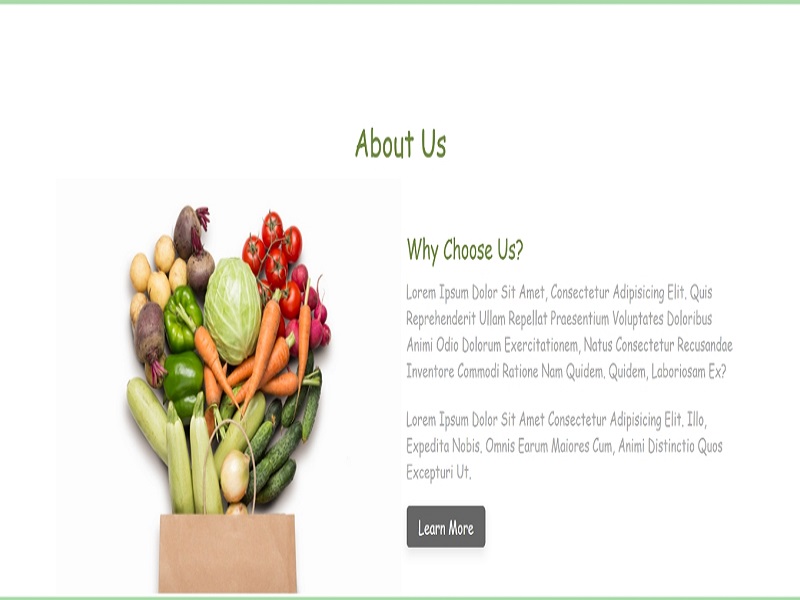 About Us
Why Choose Us?
Lorem Ipsum Dolor Sit Amet, Consectetur Adipisicing Elit. Quis
Reprehenderit Ullam Repellat Praesentium Voluptates Doloribus
Animi Odio Dolorum Exercitationem, Natus Consectetur Recusandae
Inventore Commodi Ratione Nam Quidem. Quidem, Laboriosam Ex?
Lorem Ipsum Dolor Sit Amet Consectetur Adipisicing Elit. Illo,
Expedita Nobis. Omnis Earum Maiores Cum, Animi Distinctio Quos
Excepturi Ut.
Learn More